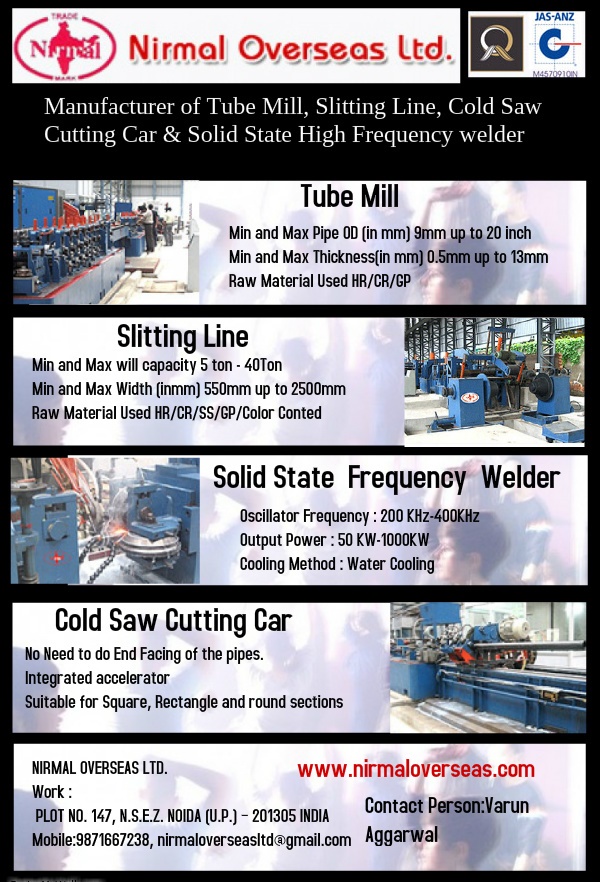 TRADE
Nirmal
MARK
Nirmal Overseas Ltd.
JAS-ANZ
M4570910IN
Manufacturer of Tube Mill, Slitting Line, Cold Saw
Cutting Car & Solid State High Frequency welder
Tube Mill
Min and Max Pipe OD (in mm) 9mm up to 20 inch
Min and Max Thickness(in mm) 0.5mm up to 13mm
Raw Material Used HR/CR/GP
Slitting Line
Min and Max will capacity 5 ton - 40Ton
Min and Max Width (inmm) 550mm up to 2500mm
Raw Material Used HR/CR/SS/GP/Color Conted
Solid State Frequency Welder
Oscillator Frequency : 200 KHz-400KHz
Output Power : 50 KW-1000KW
Cooling Method : Water Cooling
Cold Saw Cutting Car
No Need to do End Facing of the pipes.
Integrated accelerator
Suitable for Square, Rectangle and round sections
NIRMAL OVERSEAS LTD.
Work :
PLOT NO. 147, N.S.E.Z. NOIDA (U.P.) - 201305 INDIA
Mobile:9871667238, nirmaloverseasltd@gmail.com
www.nirmaloverseas.com
Contact Person:Varun
Aggarwal